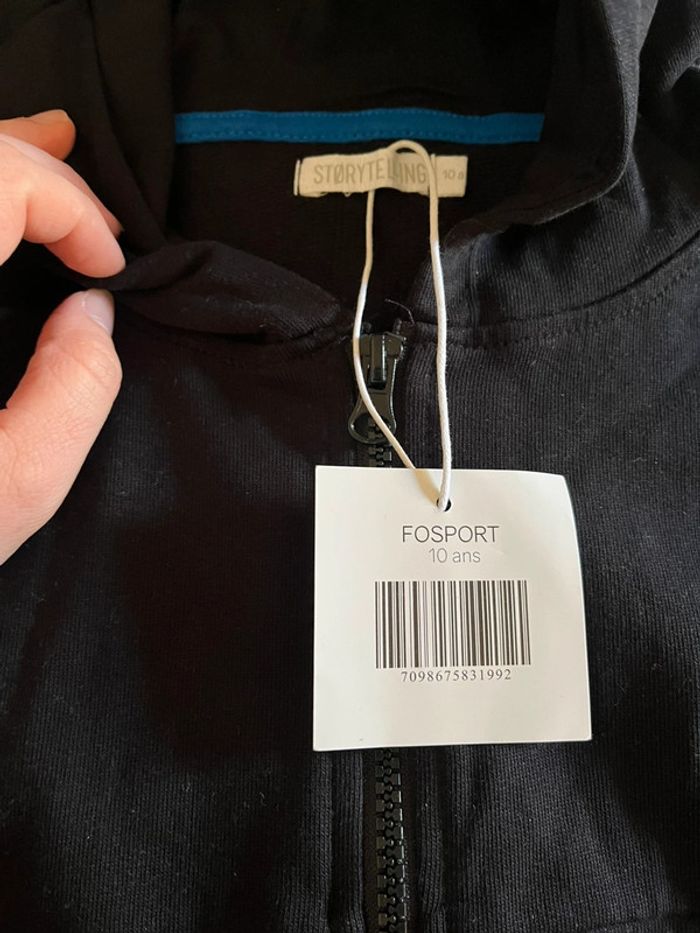 STØRYTELLING 10 a
FOSPORT
10 ans
7098675831992